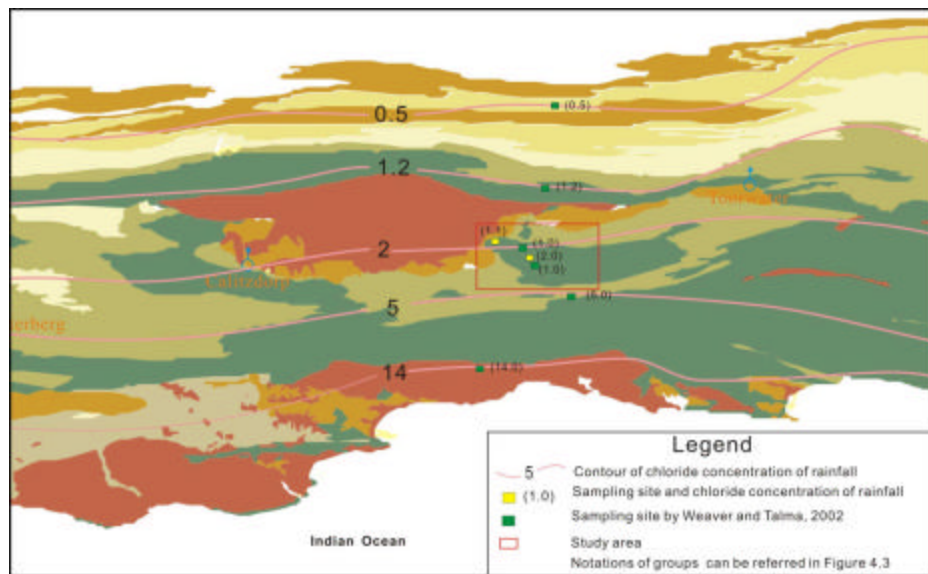 0.5
(0.5)
1.2
(1.2)
(1.1)
(1.0)
2
(2.0)
(1.0)
Calitzdorp
5
(5.0)
erberg
14
(14.0)
Legend
5 Contour of chloride concentration of rainfall
(1.0) Sampling site and chloride concentration of rainfall
Sampling site by Weaver and Talma, 2002
Study area
Notations of groups can be referred in Figure 4.3
Indian Ocean